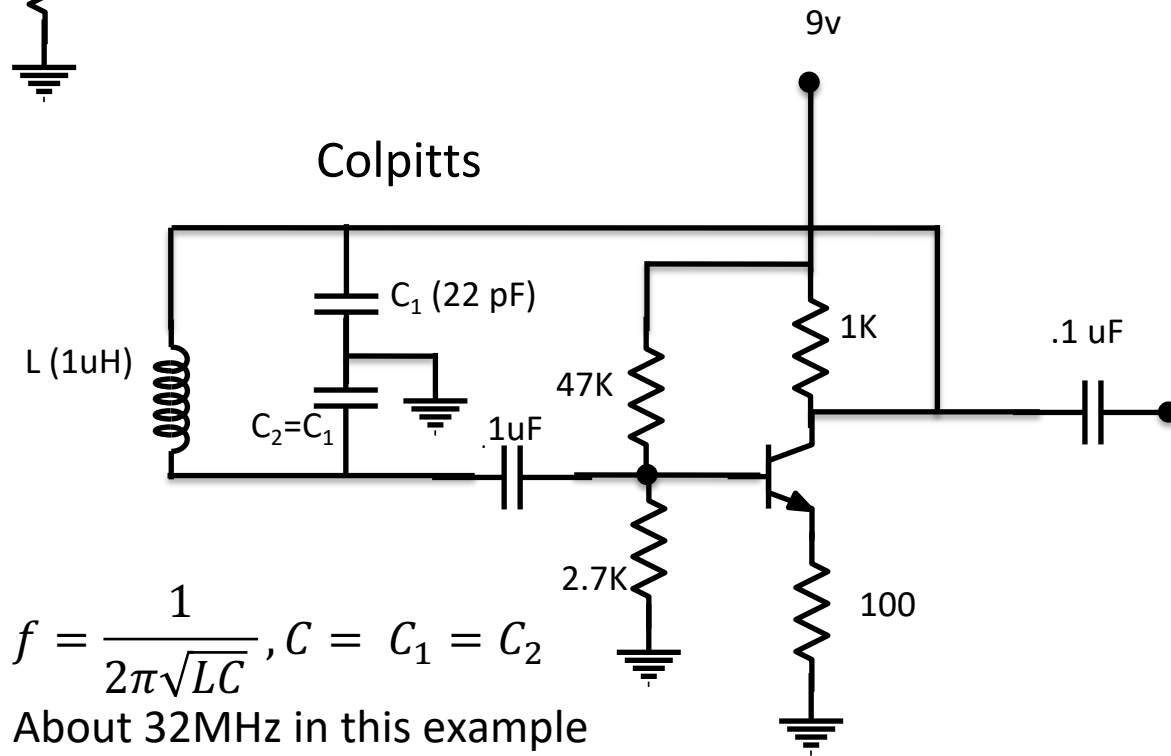 9v
Colpitts
C₁ (22 pF)
L (1uH)
1K
.1 uF
47K
C₂=C₁
.1uF
2.7K
100
f = 1 / 2π√LC , C = C₁ = C₂
About 32MHz in this example